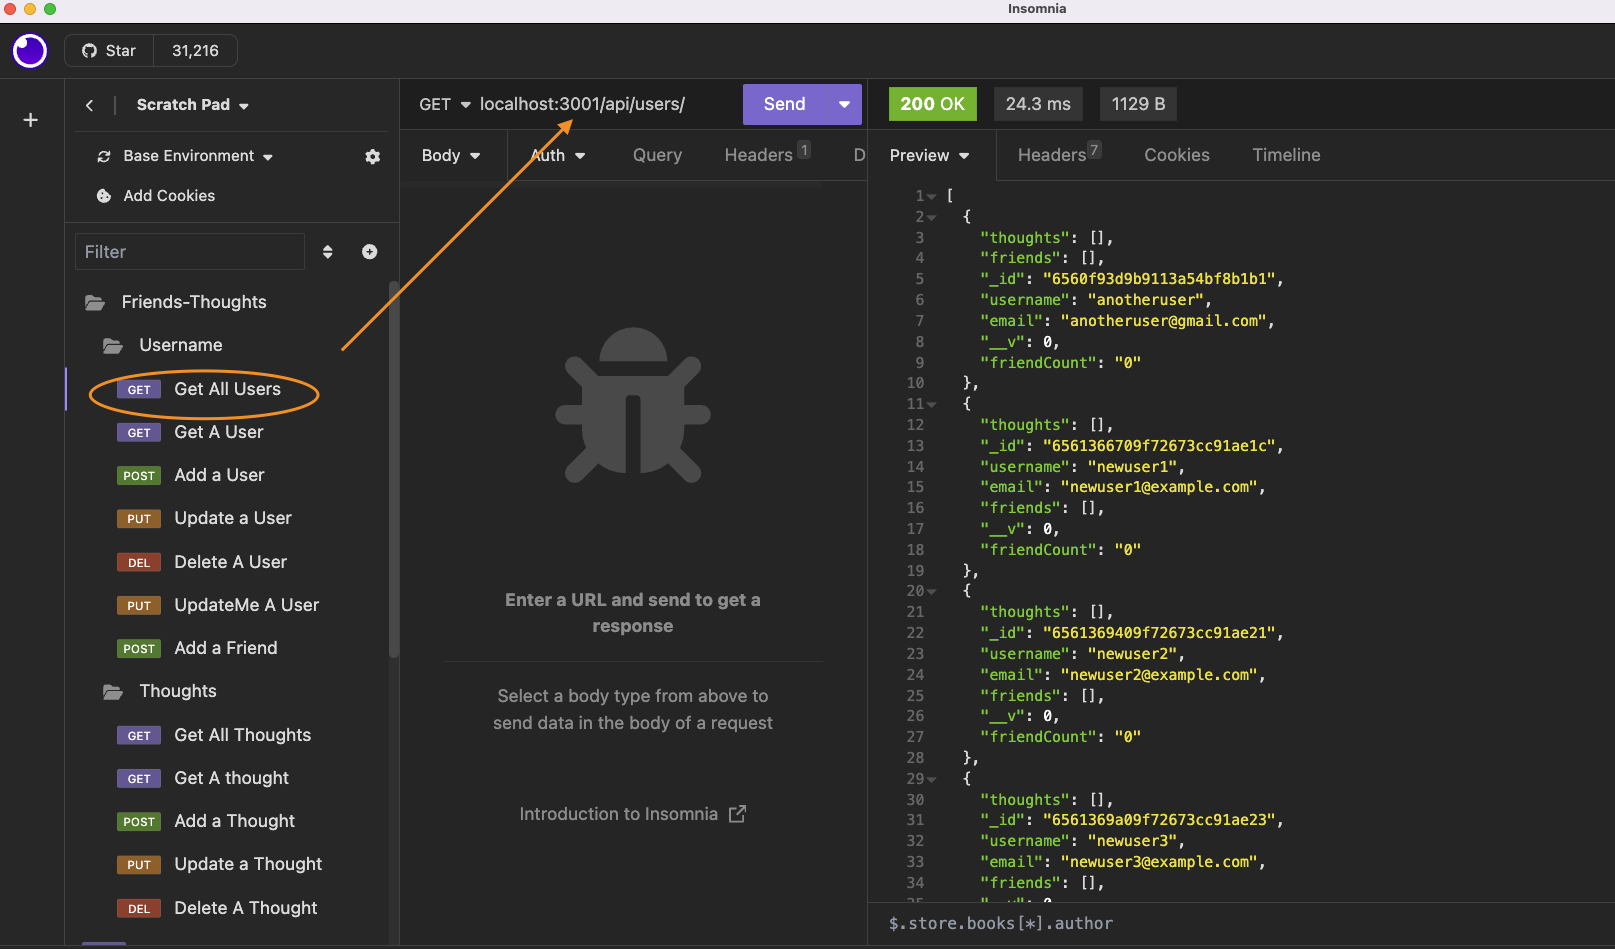 Insomnia
Star 31,216
Scratch Pad
Base Environment
Add Cookies
Filter
Friends-Thoughts
Username
GET Get All Users
GET Get A User
POST Add a User
PUT Update a User
DEL Delete A User
PUT UpdateMe A User
POST Add a Friend
Thoughts
GET Get All Thoughts
GET Get A thought
POST Add a Thought
PUT Update a Thought
DEL Delete A Thought
GET localhost:3001/api/users/ Send
Body Auth Query Headers 1 D
Enter a URL and send to get a
response
Select a body type from above to
send data in the body of a request
Introduction to Insomnia
200 OK 24.3 ms 1129 B
Preview Headers 7 Cookies Timeline
1 [
2 {
3 "thoughts": [],
4 "friends": [],
5 "_id": "6560f93d9b9113a54bf8b1b1",
6 "username": "anotheruser",
7 "email": "anotheruser@gmail.com",
8 "__v": 0,
9 "friendCount": "0"
10 },
11 {
12 "thoughts": [],
13 "_id": "6561366709f72673cc91ae1c",
14 "username": "newuser1",
15 "email": "newuser1@example.com",
16 "friends": [],
17 "__v": 0,
18 "friendCount": "0"
19 },
20 {
21 "thoughts": [],
22 "_id": "6561369409f72673cc91ae21",
23 "username": "newuser2",
24 "email": "newuser2@example.com",
25 "friends": [],
26 "__v": 0,
27 "friendCount": "0"
28 },
29 {
30 "thoughts": [],
31 "_id": "6561369a09f72673cc91ae23",
32 "username": "newuser3",
33 "email": "newuser3@example.com",
34 "friends": [],
$.store.books[*].author